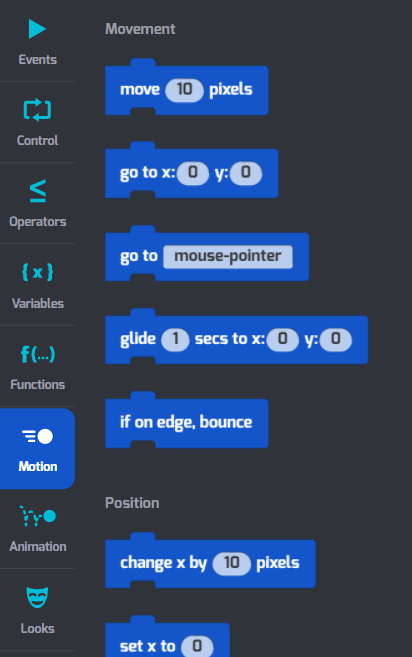 Events
Control
Operators
{x}
Variables
f(...)
Functions
Motion
Animation
Looks
Movement
move 10 pixels
go to x: 0 y: 0
go to mouse-pointer
glide 1 secs to x: 0 y: 0
if on edge, bounce
Position
change x by 10 pixels
set x to 0